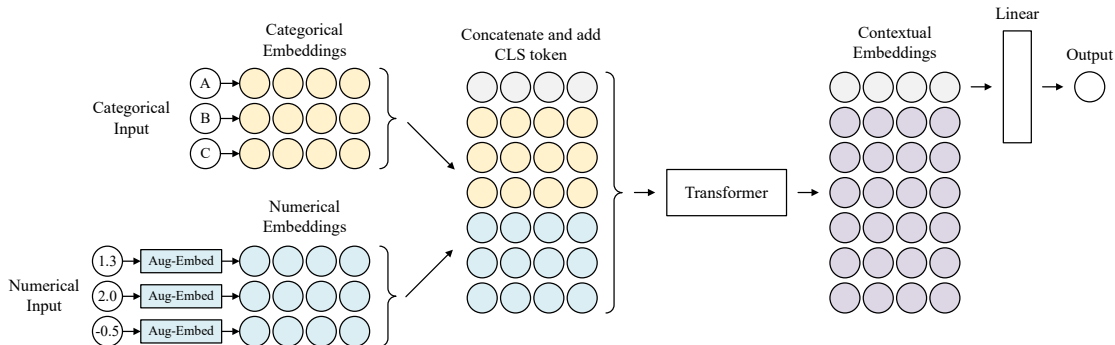 Categorical
Embeddings
A
B
C
Categorical
Input
Numerical
Embeddings
1.3
Aug-Embed
2.0
Aug-Embed
-0.5
Aug-Embed
Numerical
Input
Concatenate and add
CLS token
Transformer
Contextual
Embeddings
Linear
Output